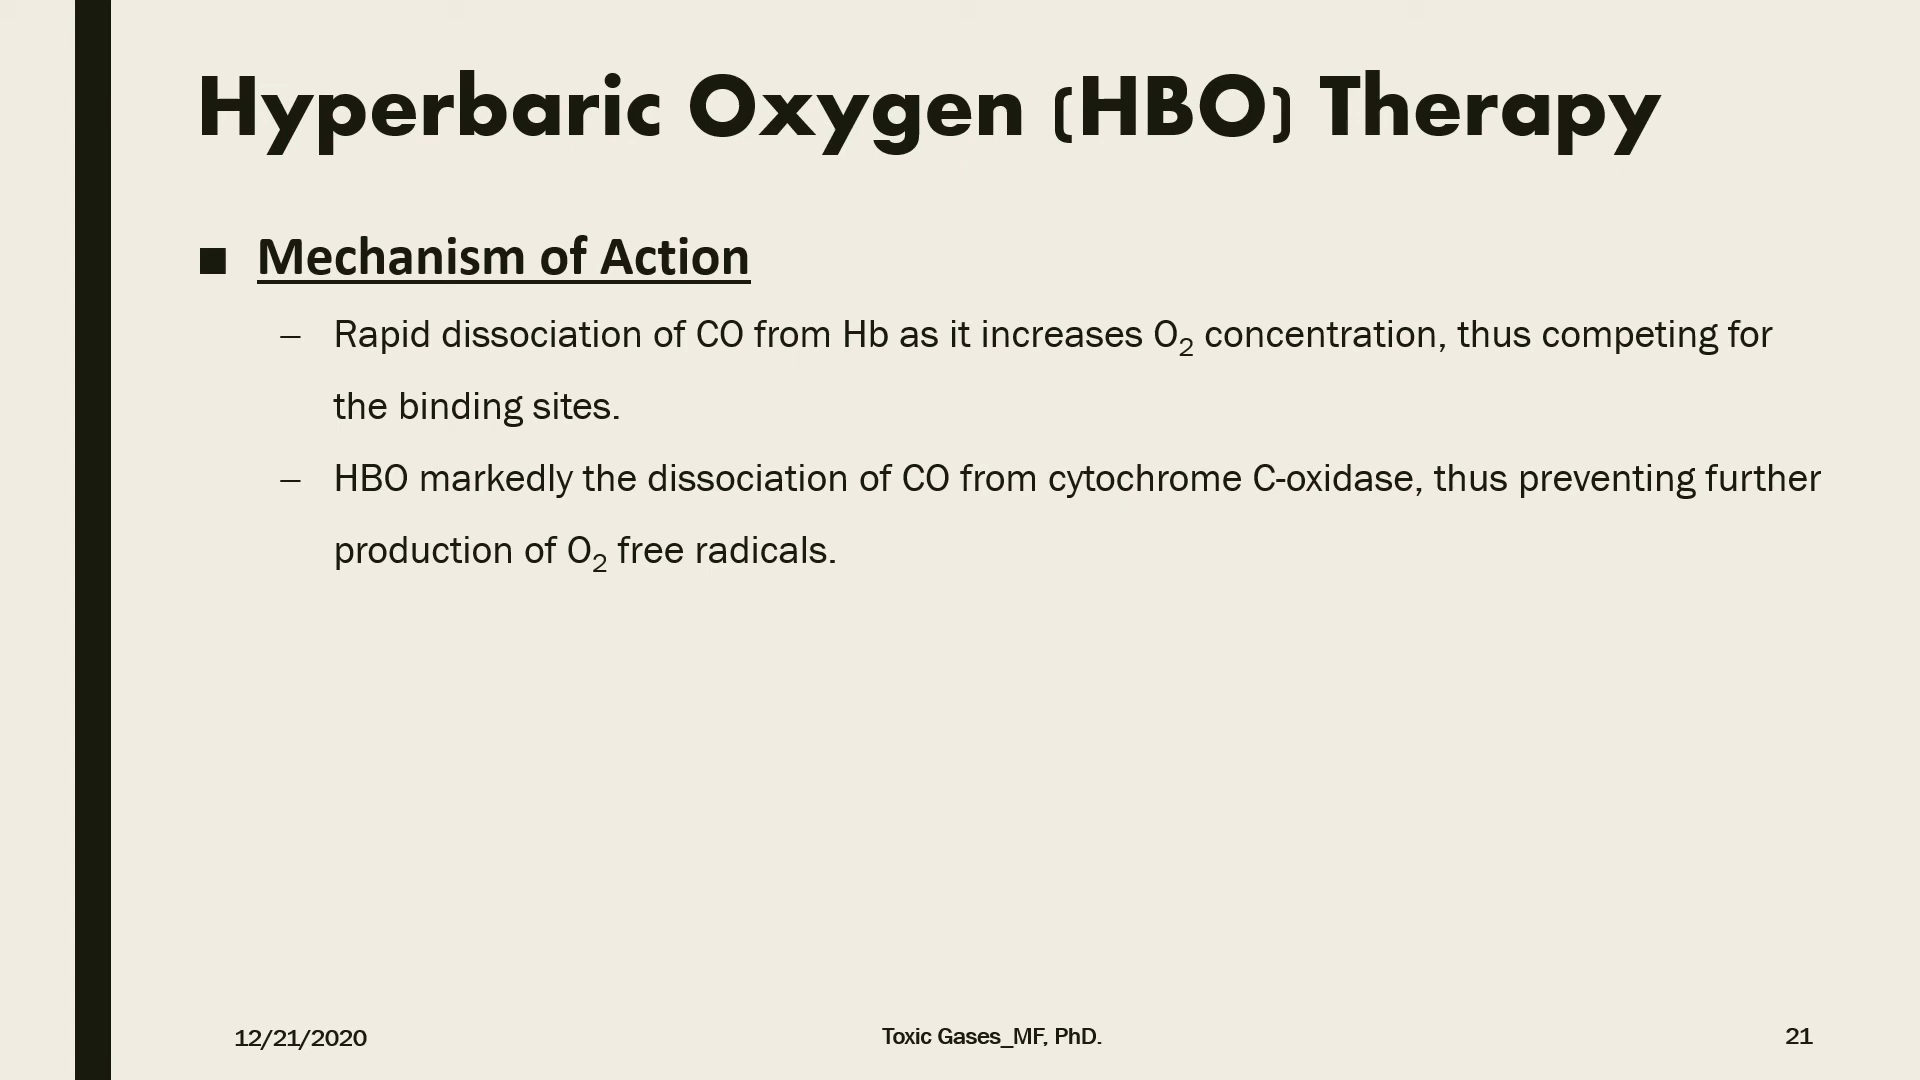 Hyperbaric Oxygen (HBO) Therapy
■ Mechanism of Action
– Rapid dissociation of CO from Hb as it increases O₂ concentration, thus competing for
the binding sites.
– HBO markedly the dissociation of CO from cytochrome C-oxidase, thus preventing further
production of O₂ free radicals.
12/21/2020
Toxic Gases_MF, PhD.
21